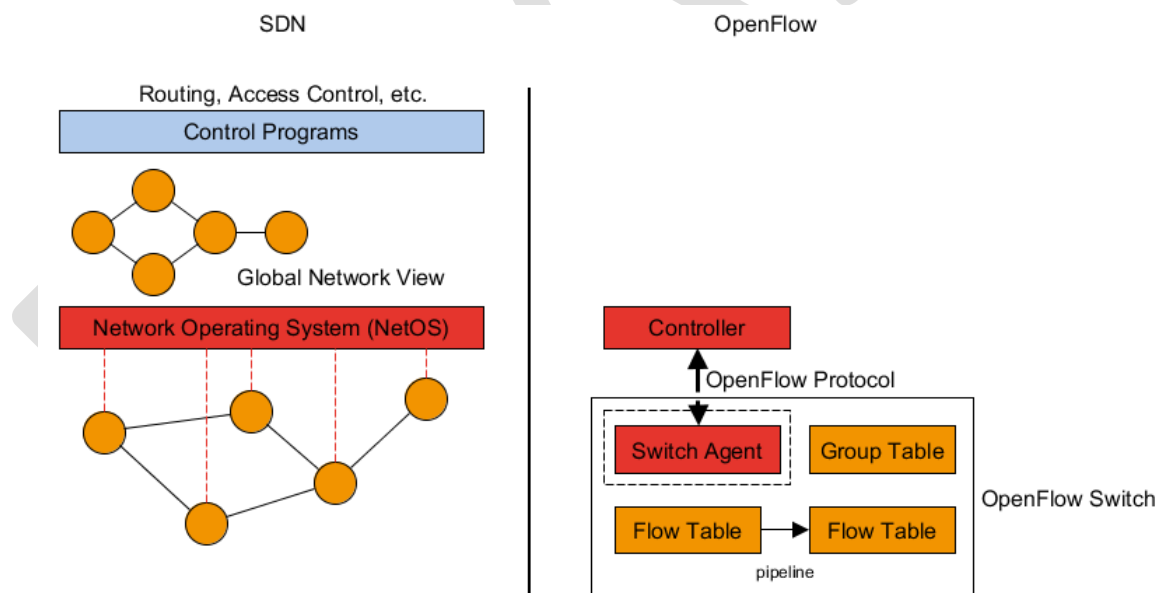 SDN
OpenFlow
Routing, Access Control, etc.
Control Programs
Global Network View
Network Operating System (NetOS)
Controller
OpenFlow Protocol
Switch Agent
Group Table
OpenFlow Switch
Flow Table
Flow Table
pipeline